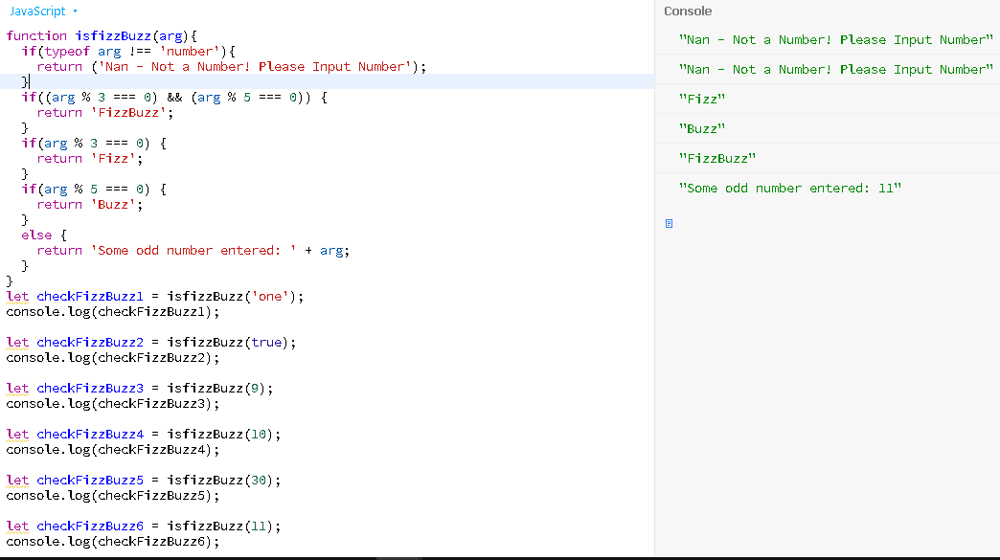 JavaScript •
function isfizzBuzz(arg){
  if(typeof arg !== 'number'){
    return ('Nan - Not a Number! Please Input Number');
  }
  if((arg % 3 === 0) && (arg % 5 === 0)) {
    return 'FizzBuzz';
  }
  if(arg % 3 === 0) {
    return 'Fizz';
  }
  if(arg % 5 === 0) {
    return 'Buzz';
  }
  else {
    return 'Some odd number entered: ' + arg;
  }
}
let checkFizzBuzz1 = isfizzBuzz('one');
console.log(checkFizzBuzz1);

let checkFizzBuzz2 = isfizzBuzz(true);
console.log(checkFizzBuzz2);

let checkFizzBuzz3 = isfizzBuzz(9);
console.log(checkFizzBuzz3);

let checkFizzBuzz4 = isfizzBuzz(10);
console.log(checkFizzBuzz4);

let checkFizzBuzz5 = isfizzBuzz(30);
console.log(checkFizzBuzz5);

let checkFizzBuzz6 = isfizzBuzz(11);
console.log(checkFizzBuzz6);
Console
"Nan - Not a Number! Please Input Number"
"Nan - Not a Number! Please Input Number"
"Fizz"
"Buzz"
"FizzBuzz"
"Some odd number entered: 11"